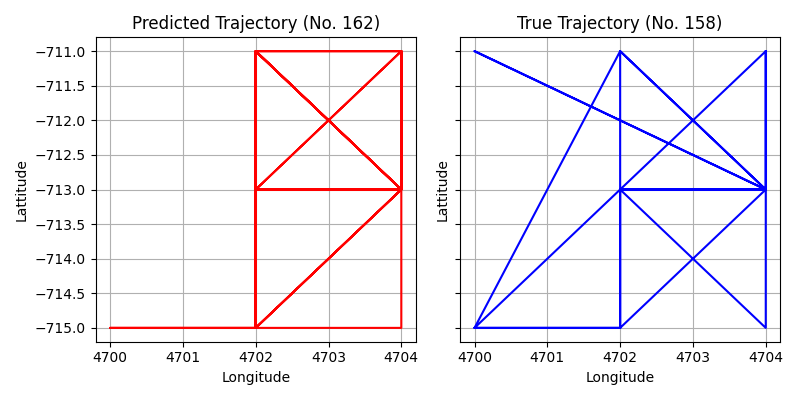 Predicted Trajectory (No. 162)
True Trajectory (No. 158)
Lattitude
−711.0
−711.5
−712.0
−712.5
−713.0
−713.5
−714.0
−714.5
−715.0
4700 4701 4702 4703 4704
Longitude
Lattitude
4700 4701 4702 4703 4704
Longitude